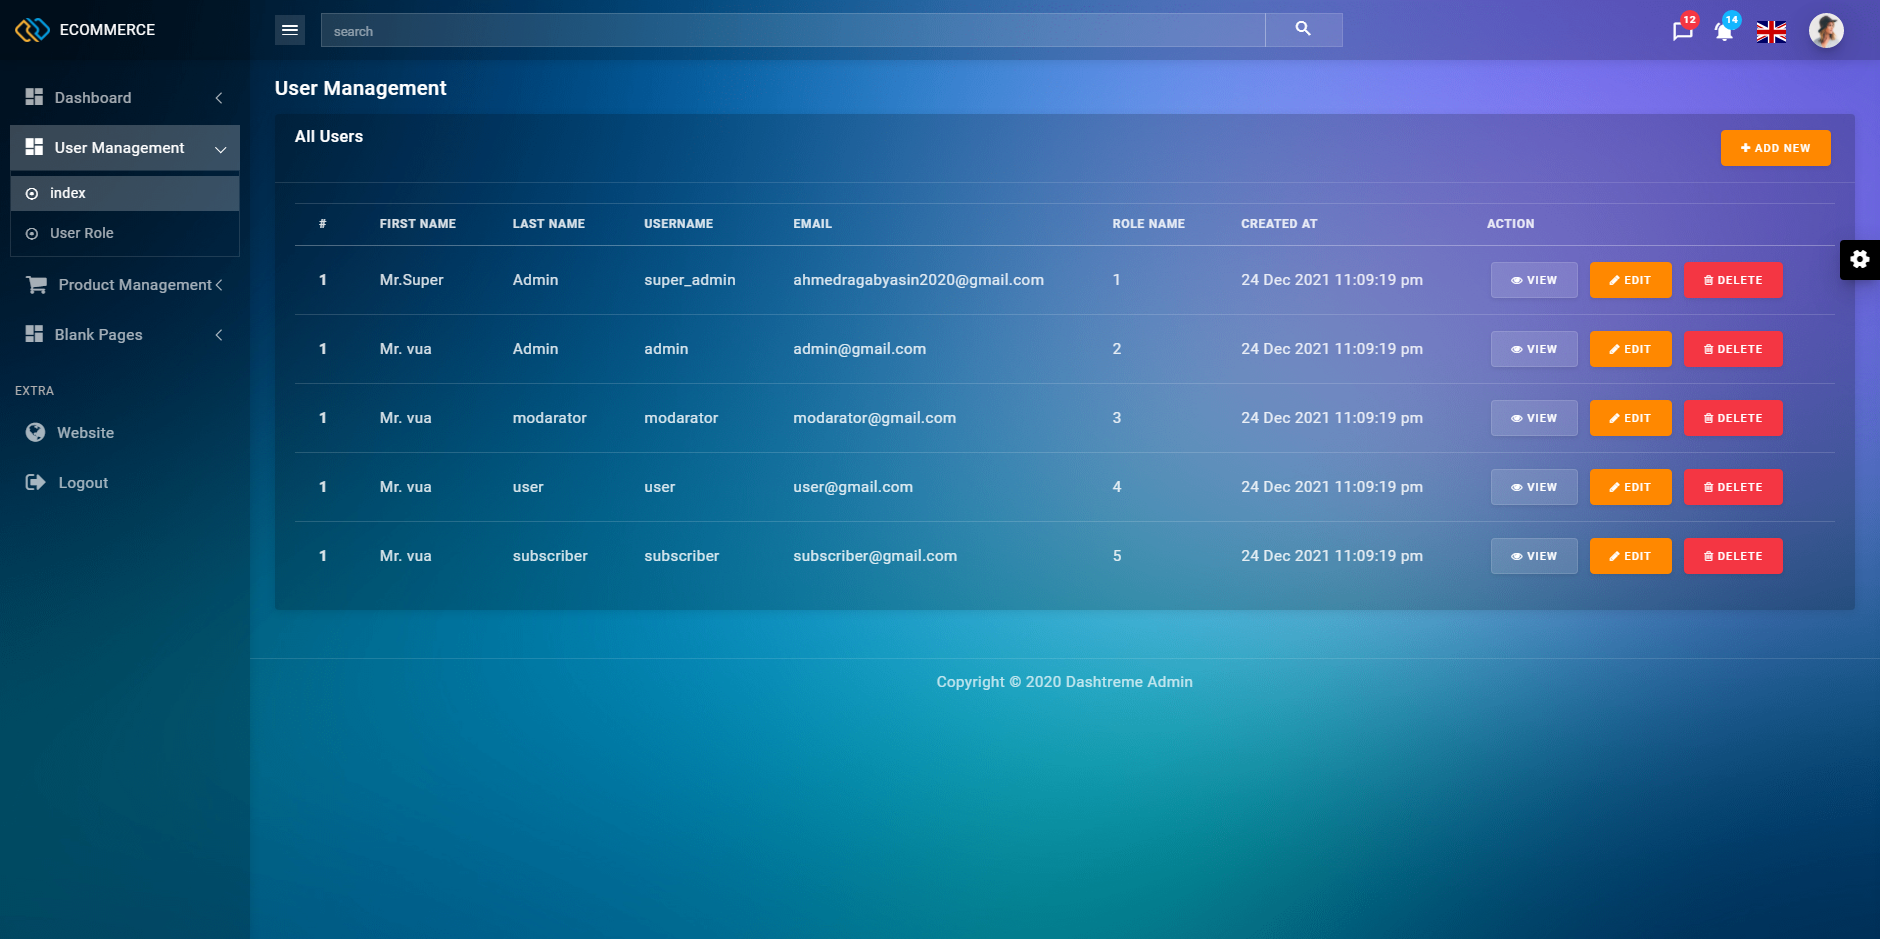 ECOMMERCE
search
12
14
Dashboard
User Management
index
User Role
Product Management
Blank Pages
EXTRA
Website
Logout
User Management
All Users
ADD NEW
# FIRST NAME LAST NAME USERNAME EMAIL ROLE NAME CREATED AT ACTION
1 Mr.Super Admin super_admin ahmedragabyasin2020@gmail.com 1 24 Dec 2021 11:09:19 pm VIEW EDIT DELETE
1 Mr. vua Admin admin admin@gmail.com 2 24 Dec 2021 11:09:19 pm VIEW EDIT DELETE
1 Mr. vua modarator modarator modarator@gmail.com 3 24 Dec 2021 11:09:19 pm VIEW EDIT DELETE
1 Mr. vua user user user@gmail.com 4 24 Dec 2021 11:09:19 pm VIEW EDIT DELETE
1 Mr. vua subscriber subscriber subscriber@gmail.com 5 24 Dec 2021 11:09:19 pm VIEW EDIT DELETE
Copyright © 2020 Dashtreme Admin